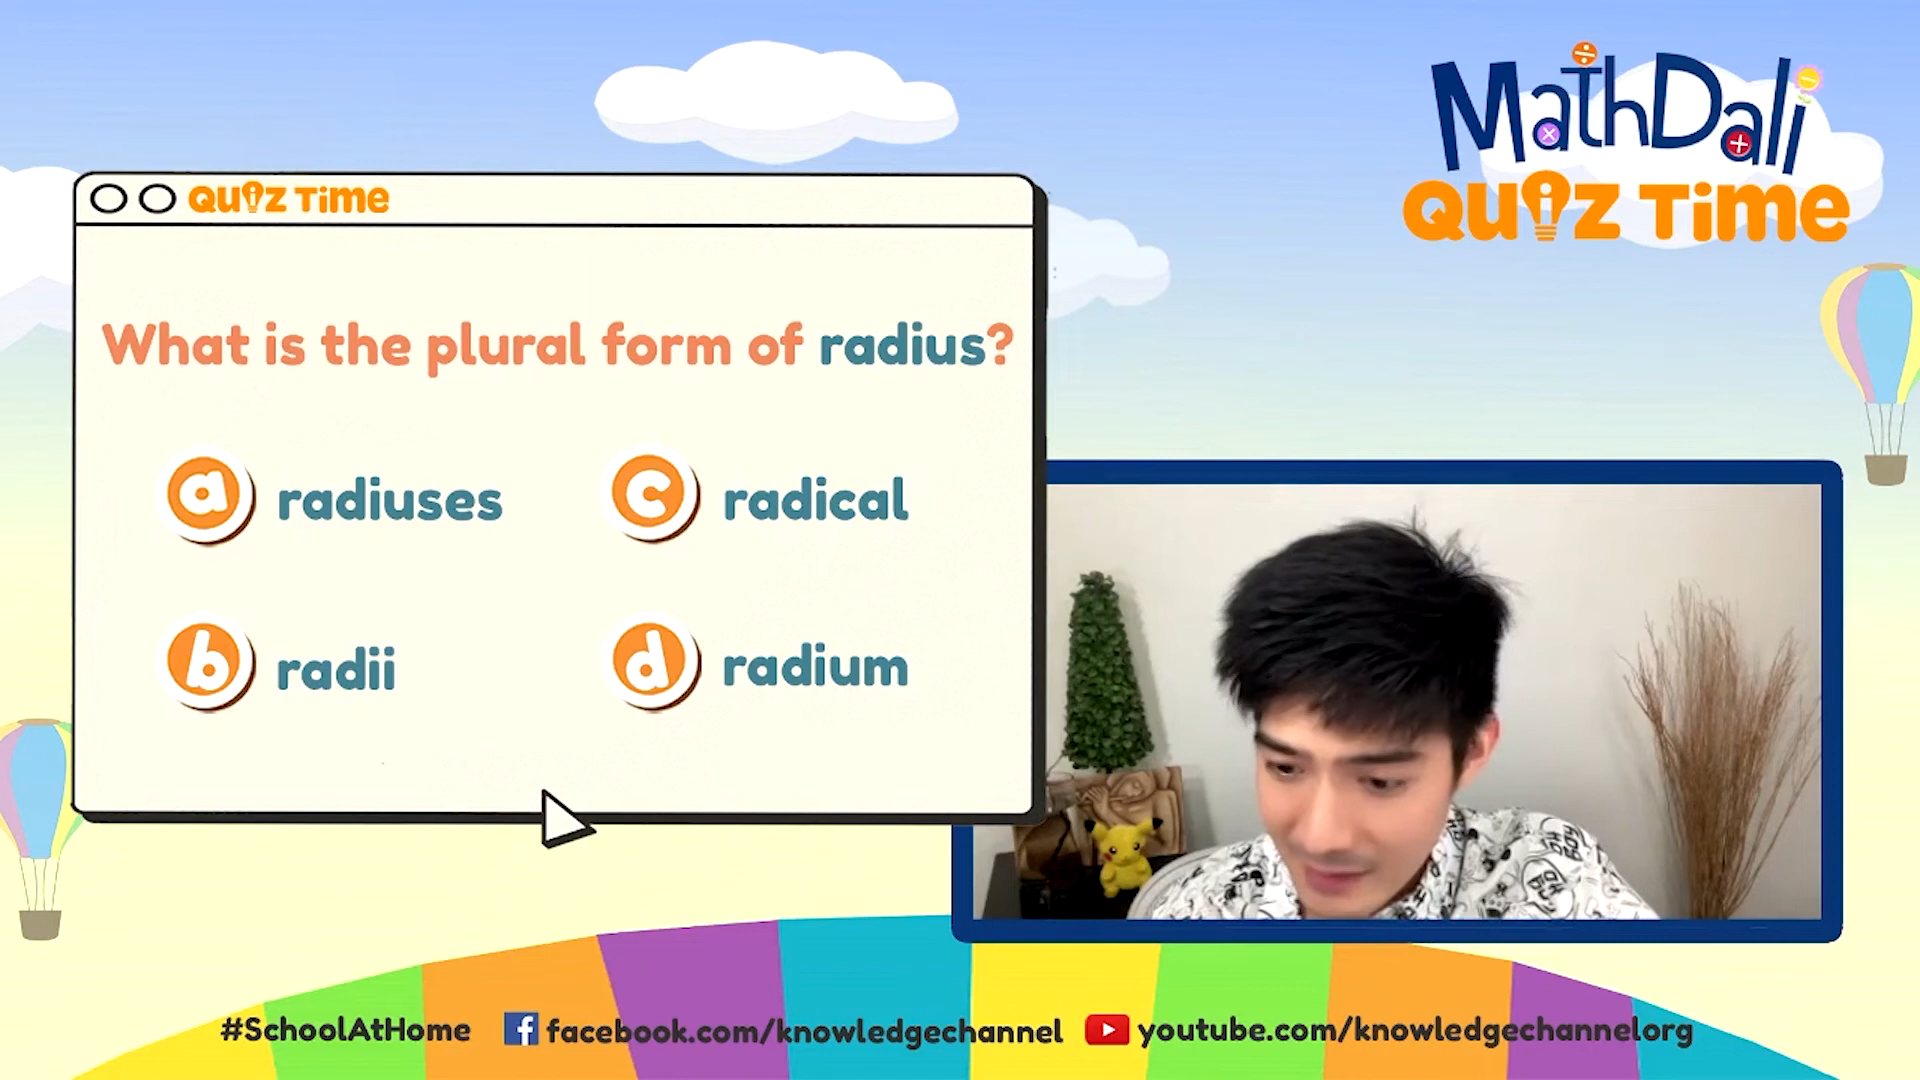 MathDali
QUIZ TIME
QUIZ TIME
What is the plural form of radius?
a radiuses
c radical
b radii
d radium
#SchoolAtHome facebook.com/knowledgechannel youtube.com/knowledgechannelorg